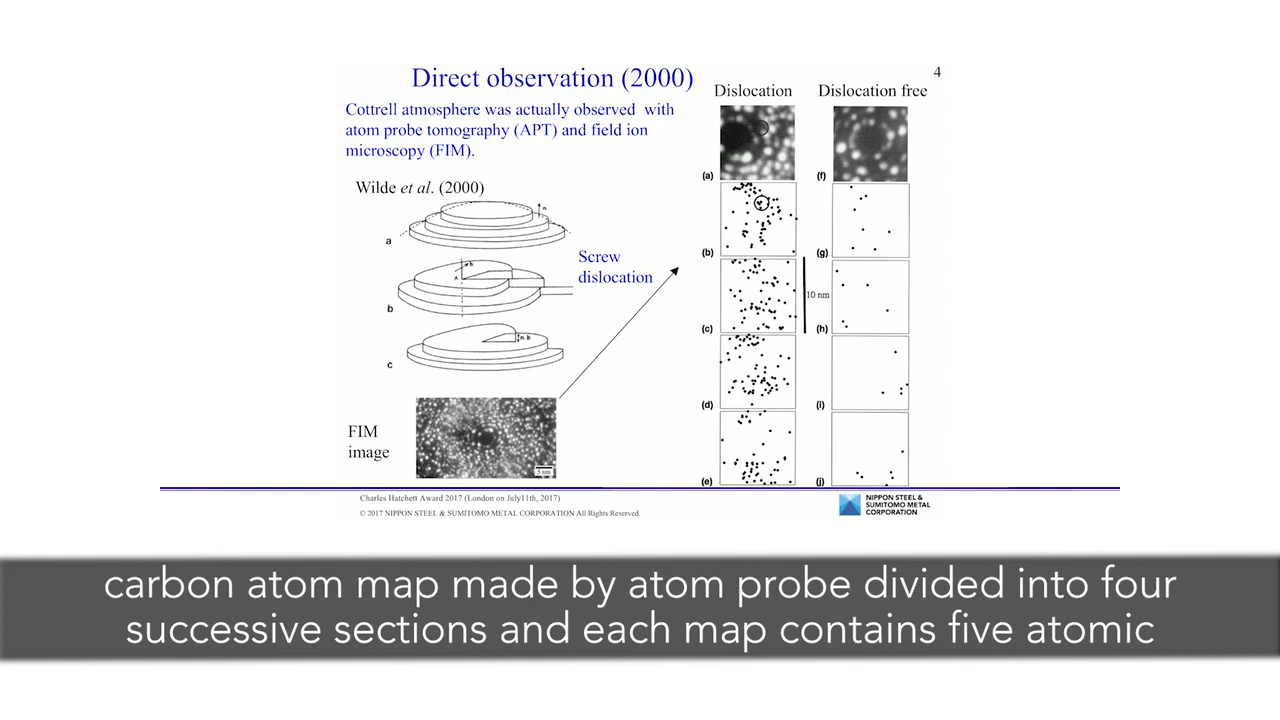 Direct observation (2000)
4
Cottrell atmosphere was actually observed with
atom probe tomography (APT) and field ion
microscopy (FIM).
Wilde et al. (2000)
n
a
b
A
b
n. b
c
Screw
dislocation
FIM
image
5 nm
Dislocation
Dislocation free
(a)
(f)
(b)
(g)
(c)
10 nm
(h)
(d)
(i)
(e)
(j)
Charles Hatchett Award 2017 (London on July11th, 2017)
© 2017 NIPPON STEEL & SUMITOMO METAL CORPORATION All Rights Reserved.
NIPPON STEEL &
SUMITOMO METAL
CORPORATION
carbon atom map made by atom probe divided into four
successive sections and each map contains five atomic